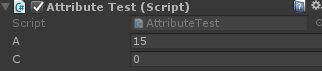 Attribute Test (Script)
Script AttributeTest
A 15
C 0